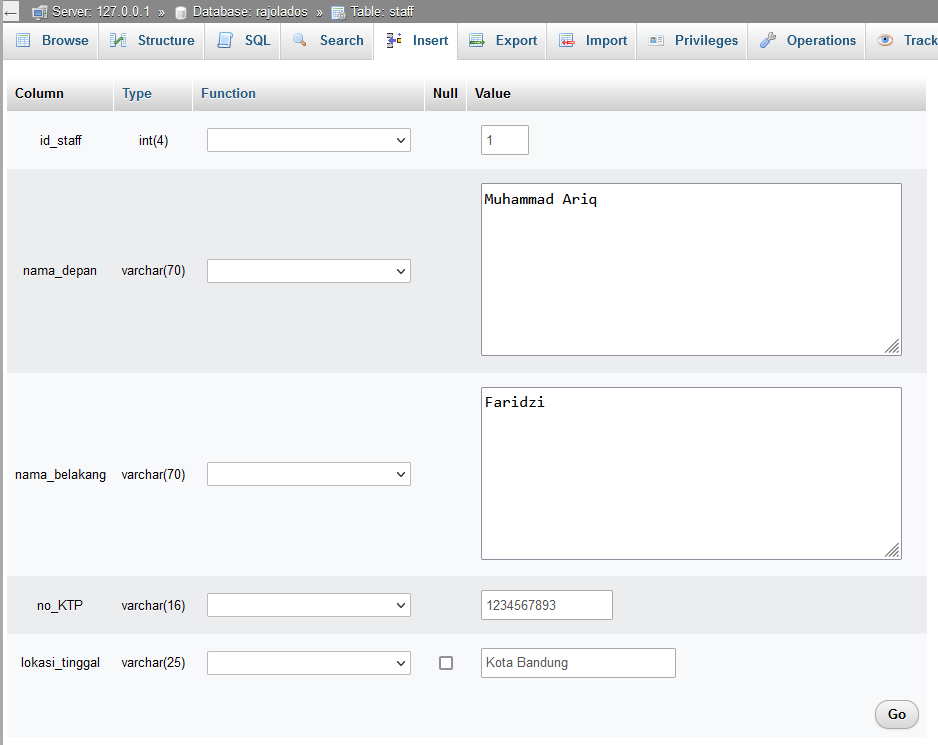 ← Server: 127.0.0.1 » Database: rajolados » Table: staff
Browse Structure SQL Search Insert Export Import Privileges Operations Track
Column Type Function Null Value
id_staff int(4) 1
Muhammad Ariq
nama_depan varchar(70)
Faridzi
nama_belakang varchar(70)
no_KTP varchar(16) 1234567893
lokasi_tinggal varchar(25) Kota Bandung
Go